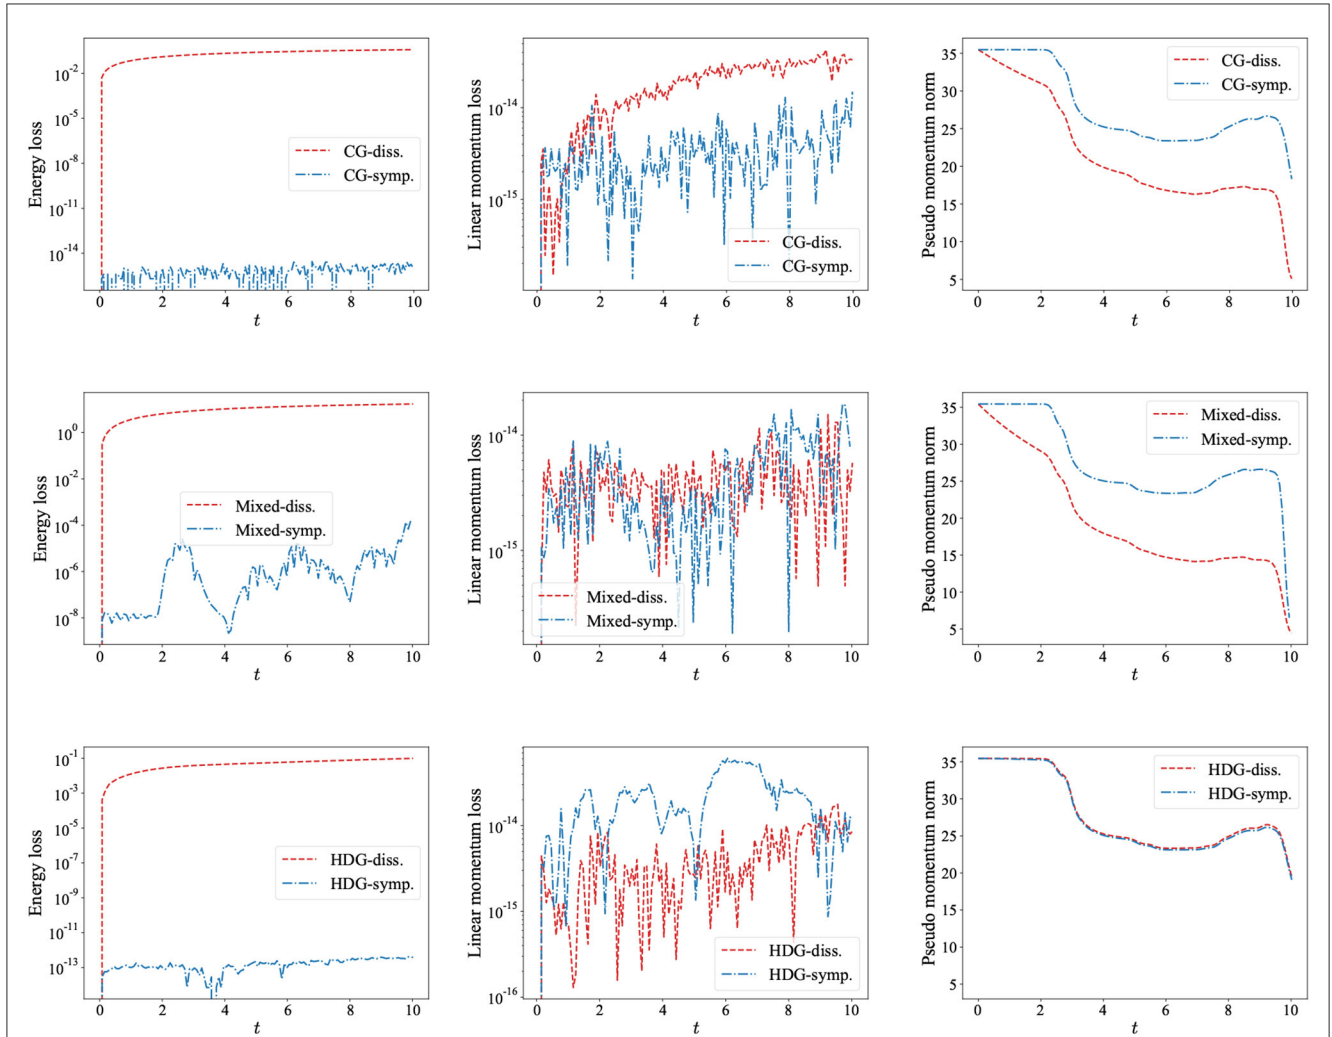 Energy loss
10⁻²
10⁻⁵
10⁻⁸
10⁻¹¹
10⁻¹⁴
CG-diss.
CG-symp.
0 2 4 6 8 10
t
Linear momentum loss
10⁻¹⁴
10⁻¹⁵
CG-diss.
CG-symp.
0 2 4 6 8 10
t
Pseudo momentum norm
35
30
25
20
15
10
5
CG-diss.
CG-symp.
0 2 4 6 8 10
t
Energy loss
10⁰
10⁻²
10⁻⁴
10⁻⁶
10⁻⁸
Mixed-diss.
Mixed-symp.
0 2 4 6 8 10
t
Linear momentum loss
10⁻¹⁴
10⁻¹⁵
Mixed-diss.
Mixed-symp.
0 2 4 6 8 10
t
Pseudo momentum norm
35
30
25
20
15
10
5
Mixed-diss.
Mixed-symp.
0 2 4 6 8 10
t
Energy loss
10⁻¹
10⁻³
10⁻⁵
10⁻⁷
10⁻⁹
10⁻¹¹
10⁻¹³
HDG-diss.
HDG-symp.
0 2 4 6 8 10
t
Linear momentum loss
10⁻¹⁴
10⁻¹⁵
10⁻¹⁶
HDG-diss.
HDG-symp.
0 2 4 6 8 10
t
Pseudo momentum norm
35
30
25
20
15
10
5
HDG-diss.
HDG-symp.
0 2 4 6 8 10
t